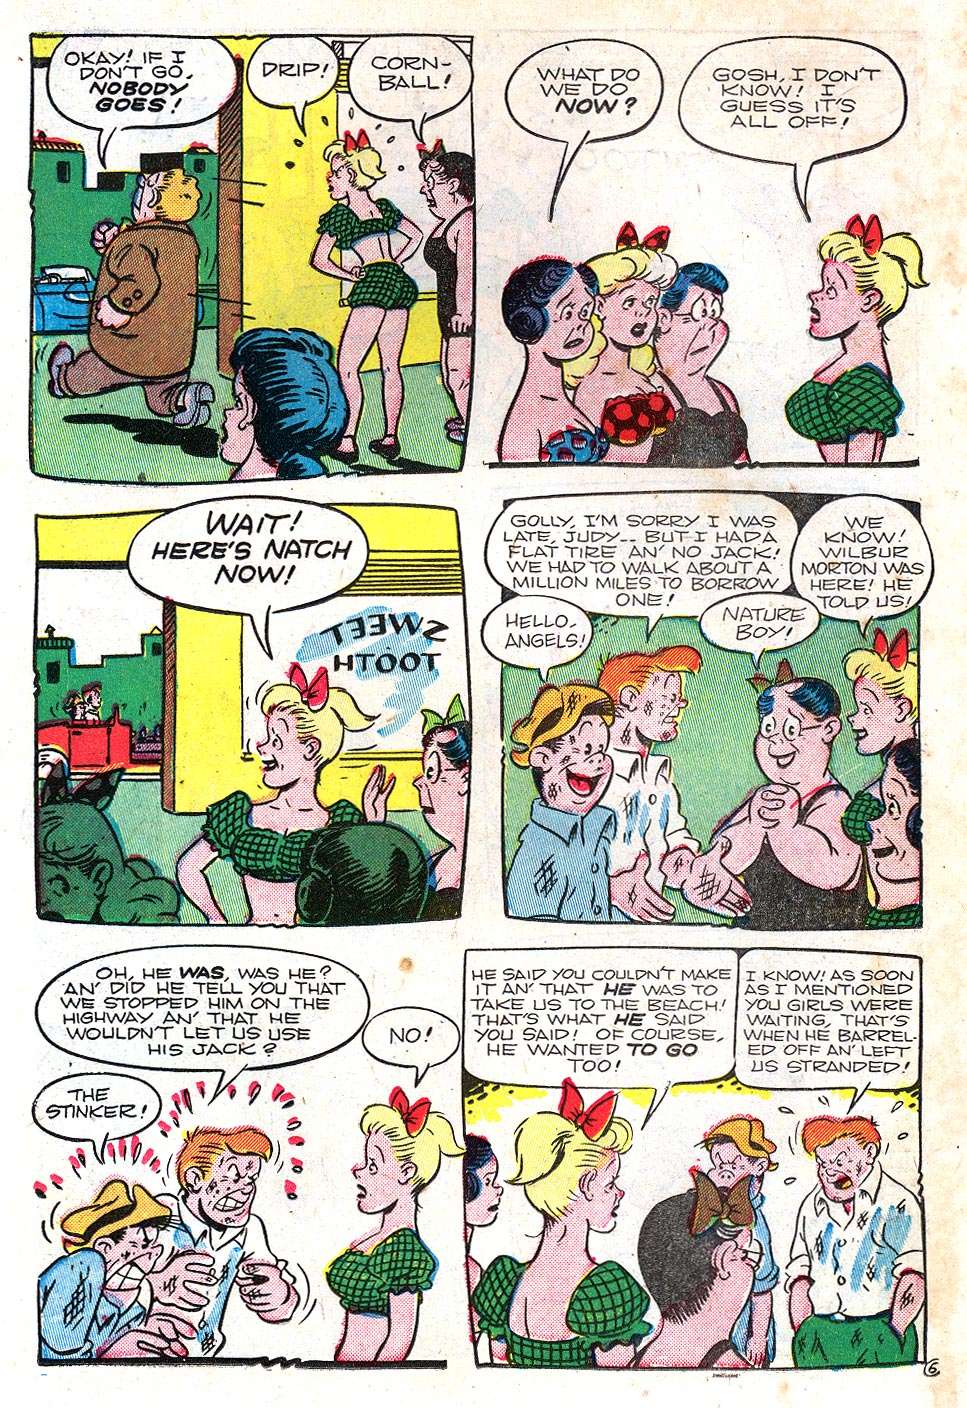 OKAY! IF I
DON'T GO,
NOBODY
GOES!
DRIP!
CORN-
BALL!
WHAT DO
WE DO
NOW?
GOSH, I DON'T
KNOW! I
GUESS IT'S
ALL OFF!
WAIT!
HERE'S NATCH
NOW!
SWEET
TOOTH
HELLO,
ANGELS!
GOLLY, I'M SORRY I WAS
LATE, JUDY-- BUT I HAD A
FLAT TIRE AN' NO JACK!
WE HAD TO WALK ABOUT A
MILLION MILES TO BORROW
ONE!
NATURE
BOY!
WE
KNOW!
WILBUR
MORTON WAS
HERE! HE
TOLD US!
THE
STINKER!
OH, HE WAS, WAS HE?
AN' DID HE TELL YOU THAT
WE STOPPED HIM ON THE
HIGHWAY AN' THAT HE
WOULDN'T LET US USE
HIS JACK?
NO!
HE SAID YOU COULDN'T MAKE
IT AN' THAT HE WAS TO
TAKE US TO THE BEACH!
THAT'S WHAT HE SAID
YOU SAID! OF COURSE,
HE WANTED TO GO
TOO!
I KNOW! AS SOON
AS I MENTIONED
YOU GIRLS WERE
WAITING, THAT'S
WHEN HE BARREL-
ED OFF AN' LEFT
US STRANDED!
6